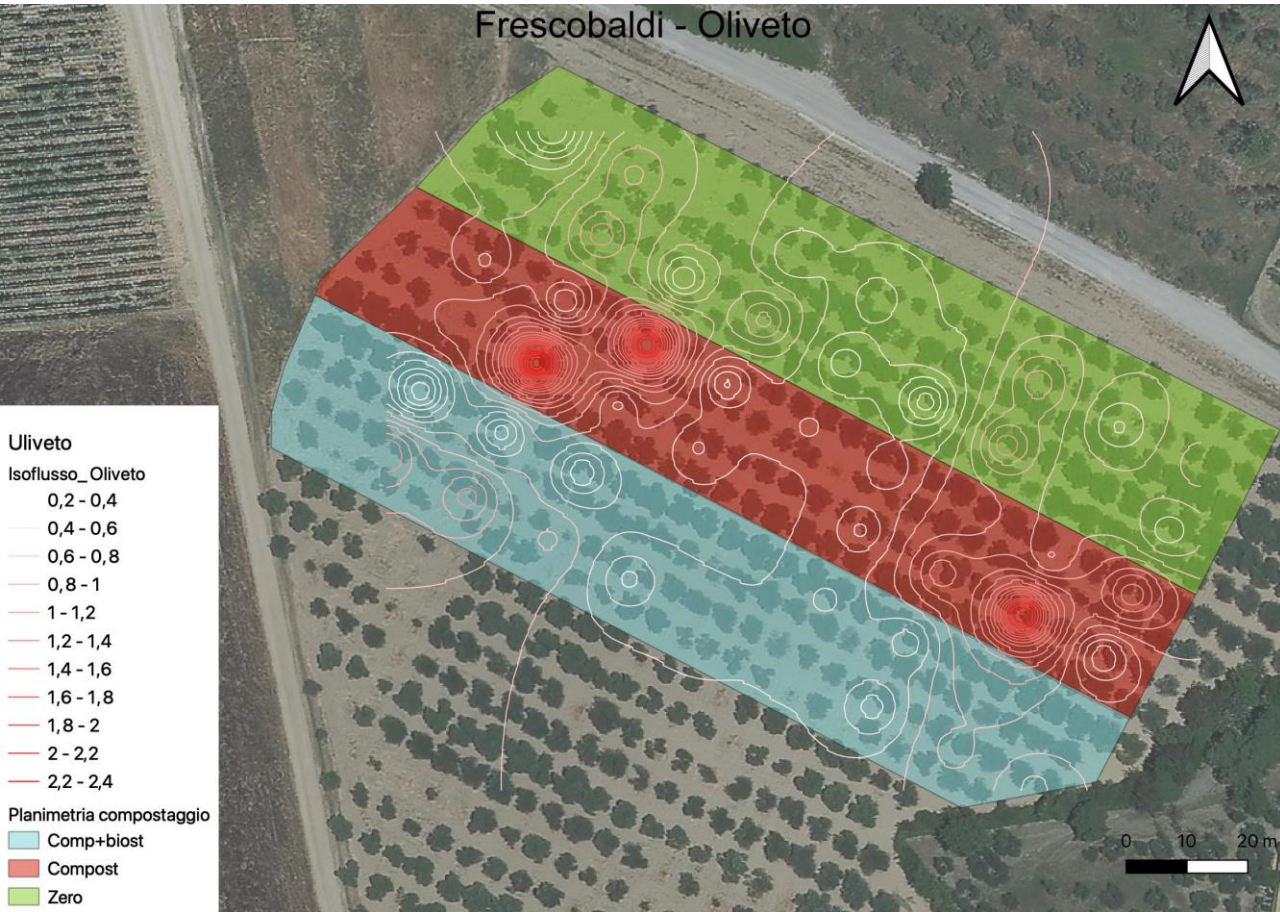 Frescobaldi - Oliveto
Uliveto
Isoflusso_Oliveto
0,2 - 0,4
0,4 - 0,6
0,6 - 0,8
0,8 - 1
1 - 1,2
1,2 - 1,4
1,4 - 1,6
1,6 - 1,8
1,8 - 2
2 - 2,2
2,2 - 2,4
Planimetria compostaggio
Comp+biost
Compost
Zero
0 10 20 m